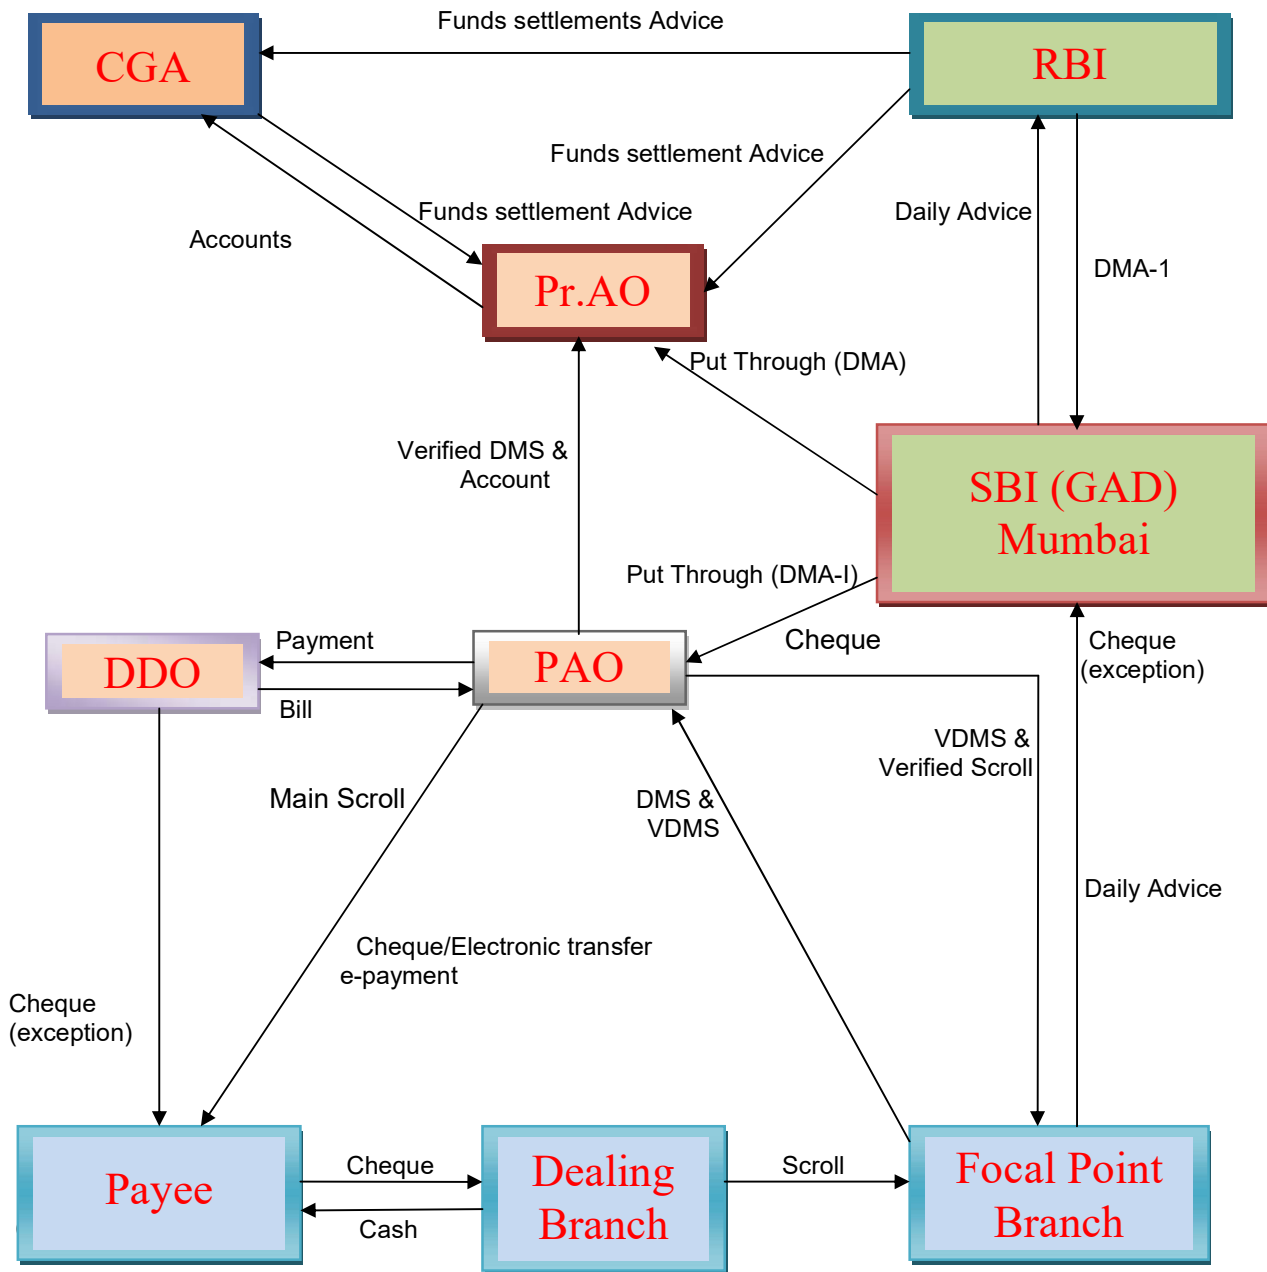 Funds settlements Advice
CGA
RBI
Funds settlement Advice
Funds settlement Advice
Daily Advice
Accounts
DMA-1
Pr.AO
Put Through (DMA)
Verified DMS &
Account
SBI (GAD)
Mumbai
Put Through (DMA-I)
Payment
Cheque
Cheque
(exception)
DDO
PAO
Bill
VDMS &
Verified Scroll
Main Scroll
DMS &
VDMS
Daily Advice
Cheque/Electronic transfer
e-payment
Cheque
(exception)
Payee
Cheque
Cash
Dealing
Branch
Scroll
Focal Point
Branch